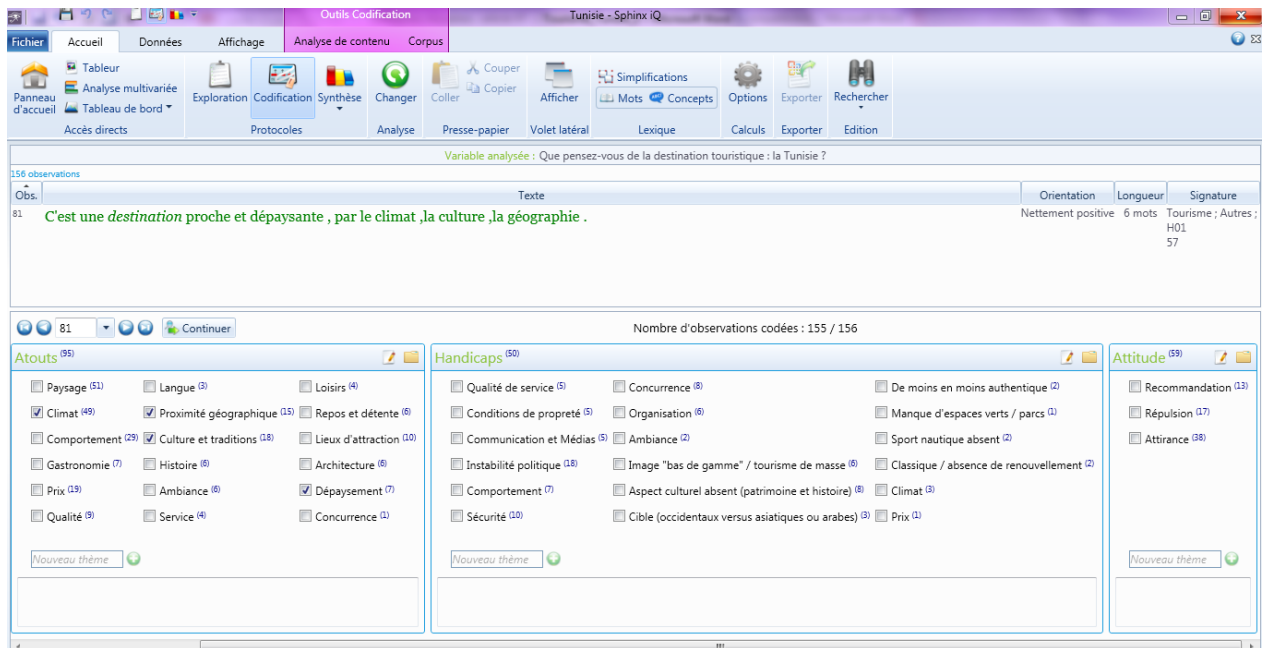 Outils Codification
Tunisie - Sphinx iQ
Fichier Accueil Données Affichage Analyse de contenu Corpus
Panneau d'accueil
Tableur
Analyse multivariée
Tableau de bord
Accès directs
Exploration Codification Synthèse
Protocoles
Changer
Analyse
Coller
Couper
Copier
Presse-papier
Afficher
Volet latéral
Simplifications
Mots Concepts
Lexique
Options
Calculs
Exporter
Exporter
Rechercher
Edition
Variable analysée : Que pensez-vous de la destination touristique : la Tunisie ?
156 observations
Obs. Texte Orientation Longueur Signature
81 C'est une destination proche et dépaysante , par le climat ,la culture ,la géographie . Nettement positive 6 mots Tourisme ; Autres ;
H01
57
81 Continuer Nombre d'observations codées : 155 / 156
Atouts (95)
Paysage (51) Langue (3) Loisirs (4)
Climat (49) Proximité géographique (15) Repos et détente (6)
Comportement (29) Culture et traditions (18) Lieux d'attraction (10)
Gastronomie (7) Histoire (6) Architecture (6)
Prix (19) Ambiance (6) Dépaysement (7)
Qualité (9) Service (4) Concurrence (1)
Nouveau thème
Handicaps (50)
Qualité de service (5) Concurrence (8) De moins en moins authentique (2)
Conditions de propreté (5) Organisation (6) Manque d'espaces verts / parcs (1)
Communication et Médias (5) Ambiance (2) Sport nautique absent (2)
Instabilité politique (18) Image "bas de gamme" / tourisme de masse (6) Classique / absence de renouvellement (2)
Comportement (7) Aspect culturel absent (patrimoine et histoire) (8) Climat (3)
Sécurité (10) Cible (occidentaux versus asiatiques ou arabes) (3) Prix (1)
Nouveau thème
Attitude (59)
Recommandation (13)
Répulsion (17)
Attirance (38)
Nouveau thème